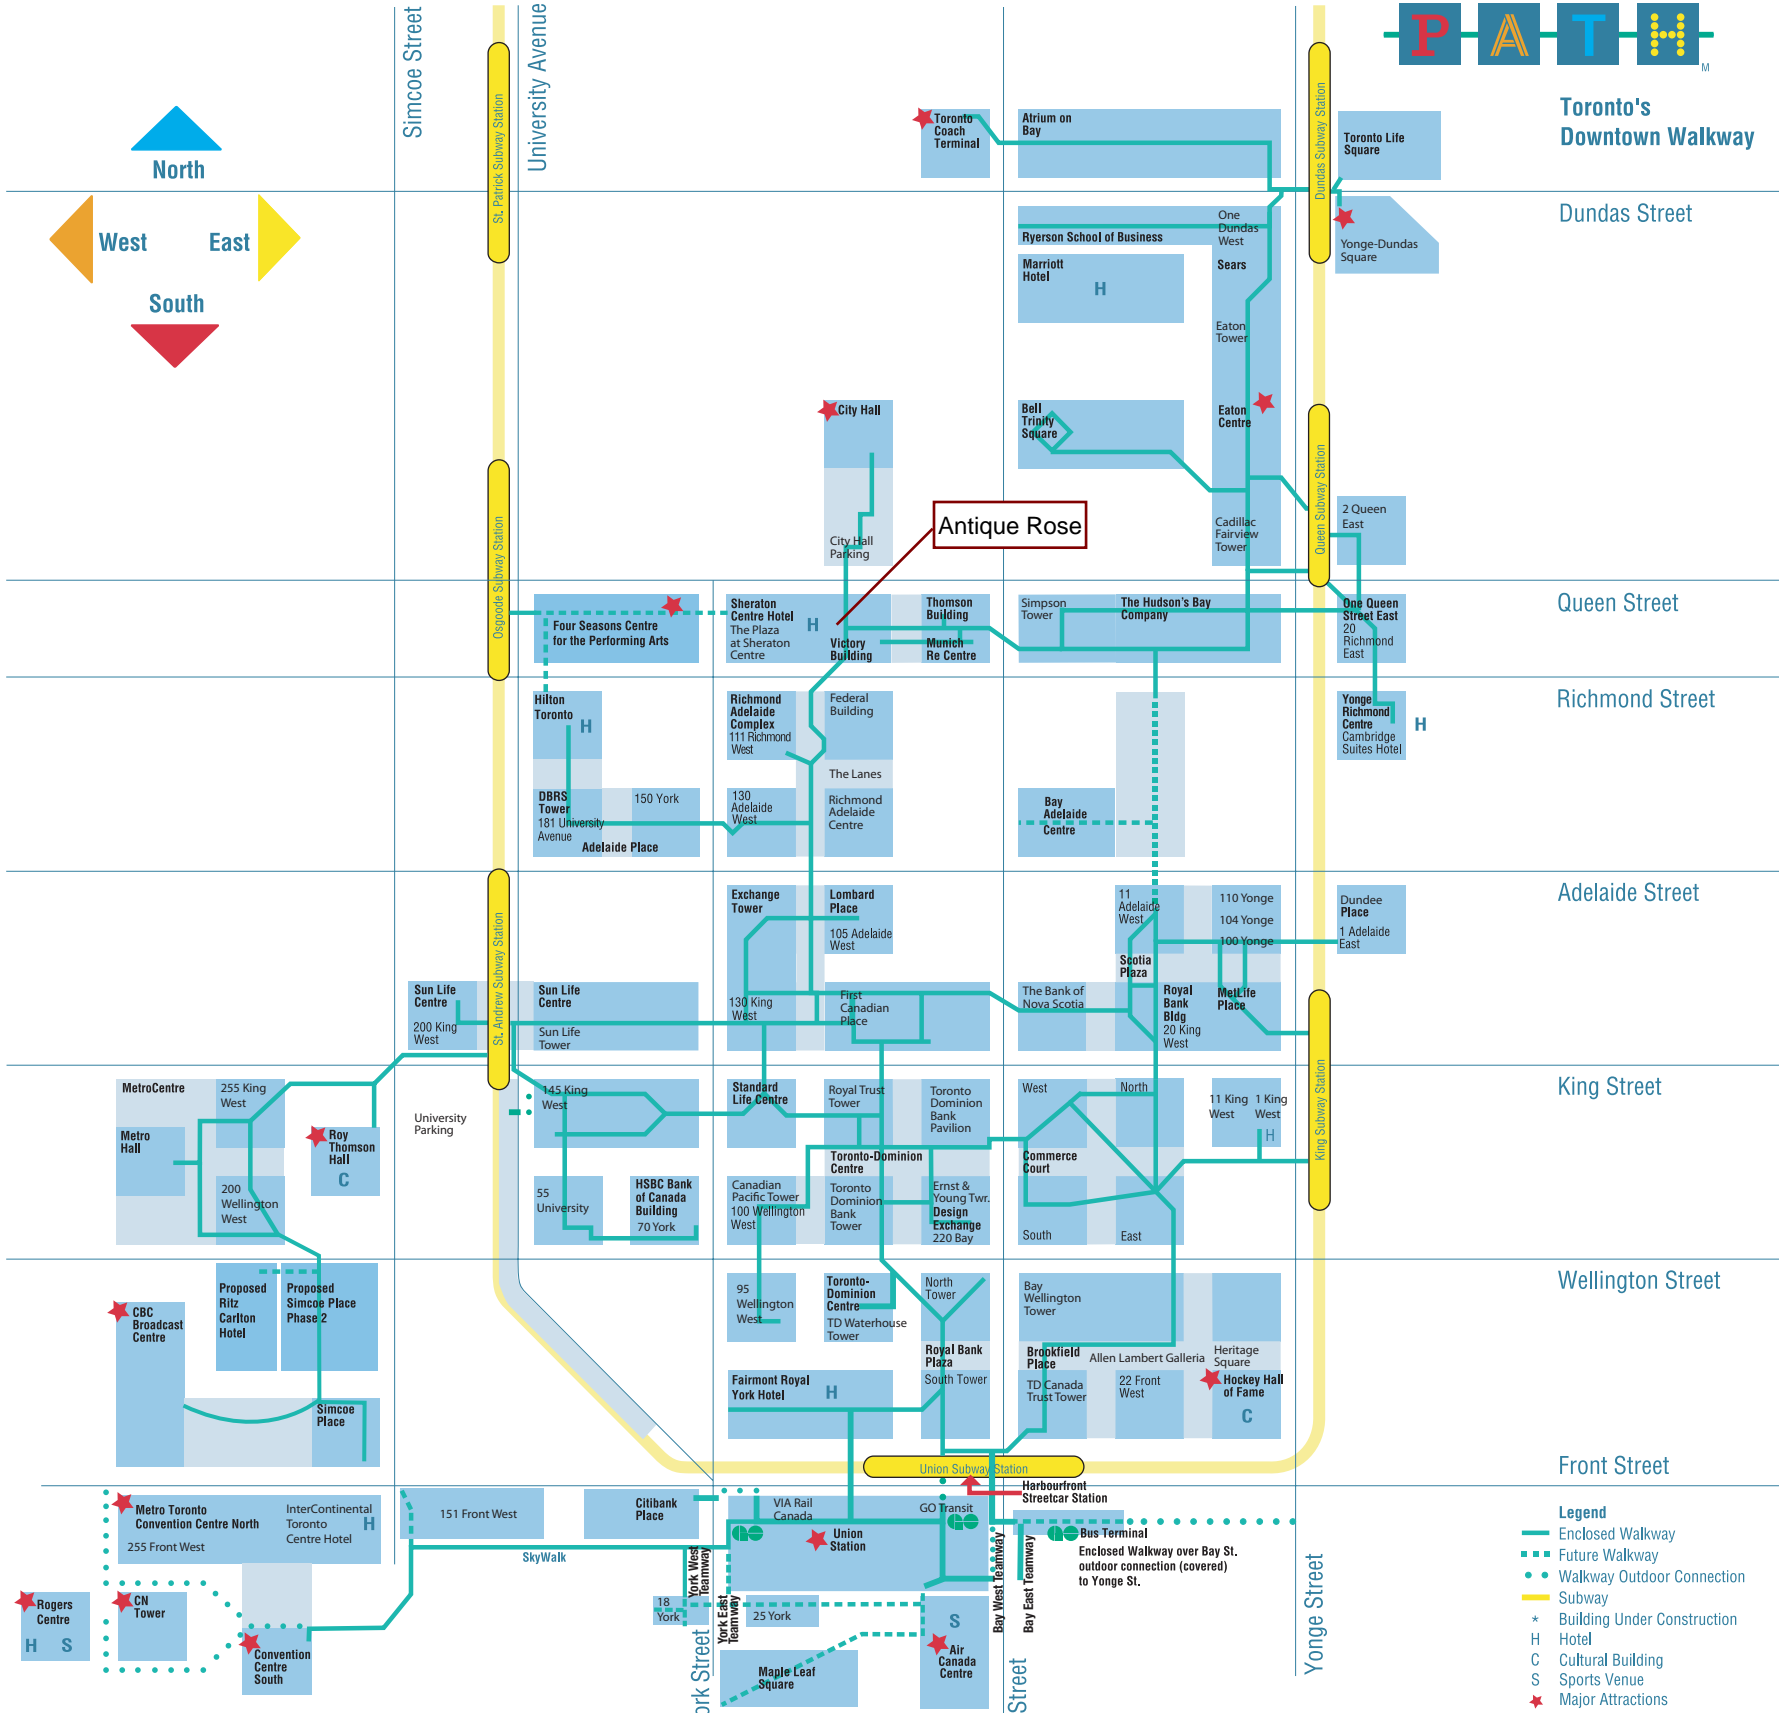 PATH
M
Toronto's
Downtown Walkway
North
West
East
South
Simcoe Street
University Avenue
St. Patrick Subway Station
Dundas Subway Station
Toronto
Coach
Terminal
Atrium on
Bay
Toronto Life
Square
Dundas Street
One
Dundas
West
Ryerson School of Business
Yonge-Dundas
Square
Marriott
Hotel
H
Sears
Eaton
Tower
City Hall
Bell
Trinity
Square
Eaton
Centre
Osgoode Subway Station
Queen Subway Station
City Hall
Parking
Antique Rose
Cadillac
Fairview
Tower
2 Queen
East
Queen Street
Four Seasons Centre
for the Performing Arts
Sheraton
Centre Hotel
The Plaza
at Sheraton
Centre
H
Victory
Building
Thomson
Building
Munich
Re Centre
Simpson
Tower
The Hudson's Bay
Company
One Queen
Street East
20
Richmond
East
Richmond Street
Hilton
Toronto
H
Richmond
Adelaide
Complex
111 Richmond
West
Federal
Building
Yonge
Richmond
Centre
Cambridge
Suites Hotel
H
The Lanes
DBRS
Tower
181 University
Avenue
150 York
Adelaide Place
130
Adelaide
West
Richmond
Adelaide
Centre
Bay
Adelaide
Centre
Adelaide Street
St. Andrew Subway Station
Exchange
Tower
Lombard
Place
105 Adelaide
West
11
Adelaide
West
110 Yonge
104 Yonge
100 Yonge
Dundee
Place
1 Adelaide
East
Scotia
Plaza
Sun Life
Centre
200 King
West
Sun Life
Centre
Sun Life
Tower
130 King
West
First
Canadian
Place
The Bank of
Nova Scotia
Royal
Bank
Bldg
20 King
West
MetLife
Place
King Subway Station
King Street
MetroCentre
255 King
West
University
Parking
145 King
West
Standard
Life Centre
Royal Trust
Tower
Toronto
Dominion
Bank
Pavilion
West
North
11 King
West
1 King
West
H
Metro
Hall
Roy
Thomson
Hall
C
Toronto-Dominion
Centre
Commerce
Court
200
Wellington
West
55
University
HSBC Bank
of Canada
Building
70 York
Canadian
Pacific Tower
100 Wellington
West
Toronto
Dominion
Bank
Tower
Ernst &
Young Twr.
Design
Exchange
220 Bay
South
East
Wellington Street
CBC
Broadcast
Centre
Proposed
Ritz
Carlton
Hotel
Proposed
Simcoe Place
Phase 2
95
Wellington
West
Toronto-
Dominion
Centre
TD Waterhouse
Tower
North
Tower
Bay
Wellington
Tower
Royal Bank
Plaza
South Tower
Brookfield
Place
Allen Lambert Galleria
Heritage
Square
Simcoe
Place
Fairmont Royal
York Hotel
H
TD Canada
Trust Tower
22 Front
West
Hockey Hall
of Fame
C
Union Subway Station
Front Street
Harbourfront
Streetcar Station
Metro Toronto
Convention Centre North
255 Front West
InterContinental
Toronto
Centre Hotel
H
151 Front West
Citibank
Place
VIA Rail
Canada
GO Transit
Union
Station
Bus Terminal
Enclosed Walkway over Bay St.
outdoor connection (covered)
to Yonge St.
SkyWalk
York West
Teamway
York East
Teamway
Bay West Teamway
Bay East Teamway
Rogers
Centre
H S
CN
Tower
Convention
Centre
South
18
York
25 York
S
Air
Canada
Centre
Maple Leaf
Square
ork Street
Street
Yonge Street
Legend
Enclosed Walkway
Future Walkway
Walkway Outdoor Connection
Subway
* Building Under Construction
H Hotel
C Cultural Building
S Sports Venue
Major Attractions